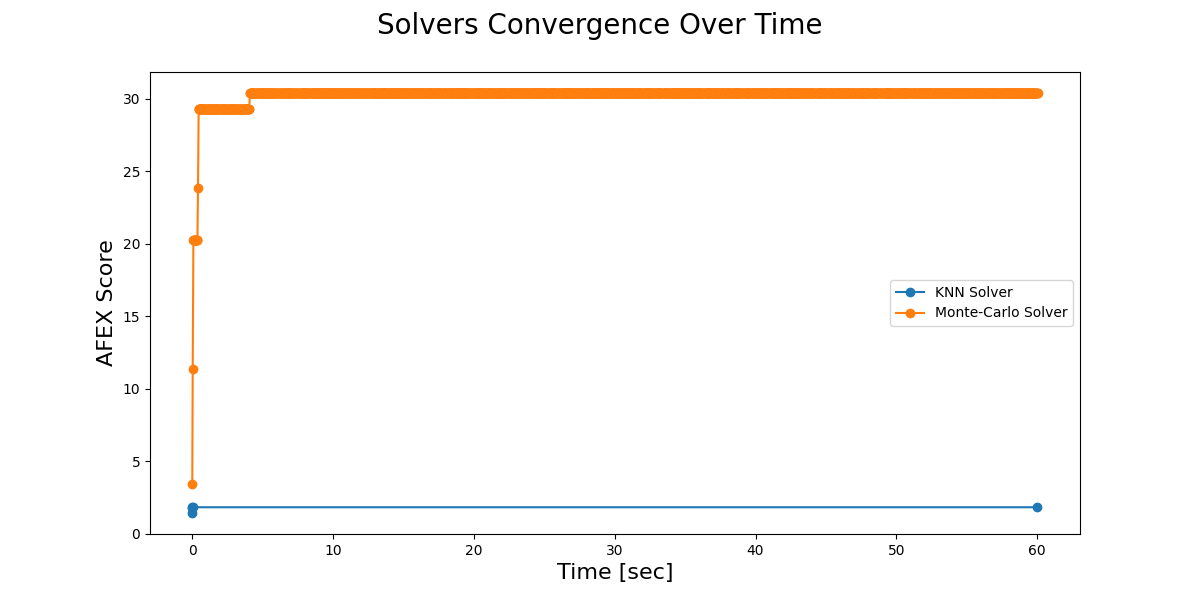 Solvers Convergence Over Time
AFEX Score
30
25
20
15
10
5
0
KNN Solver
Monte-Carlo Solver
0 10 20 30 40 50 60
Time [sec]